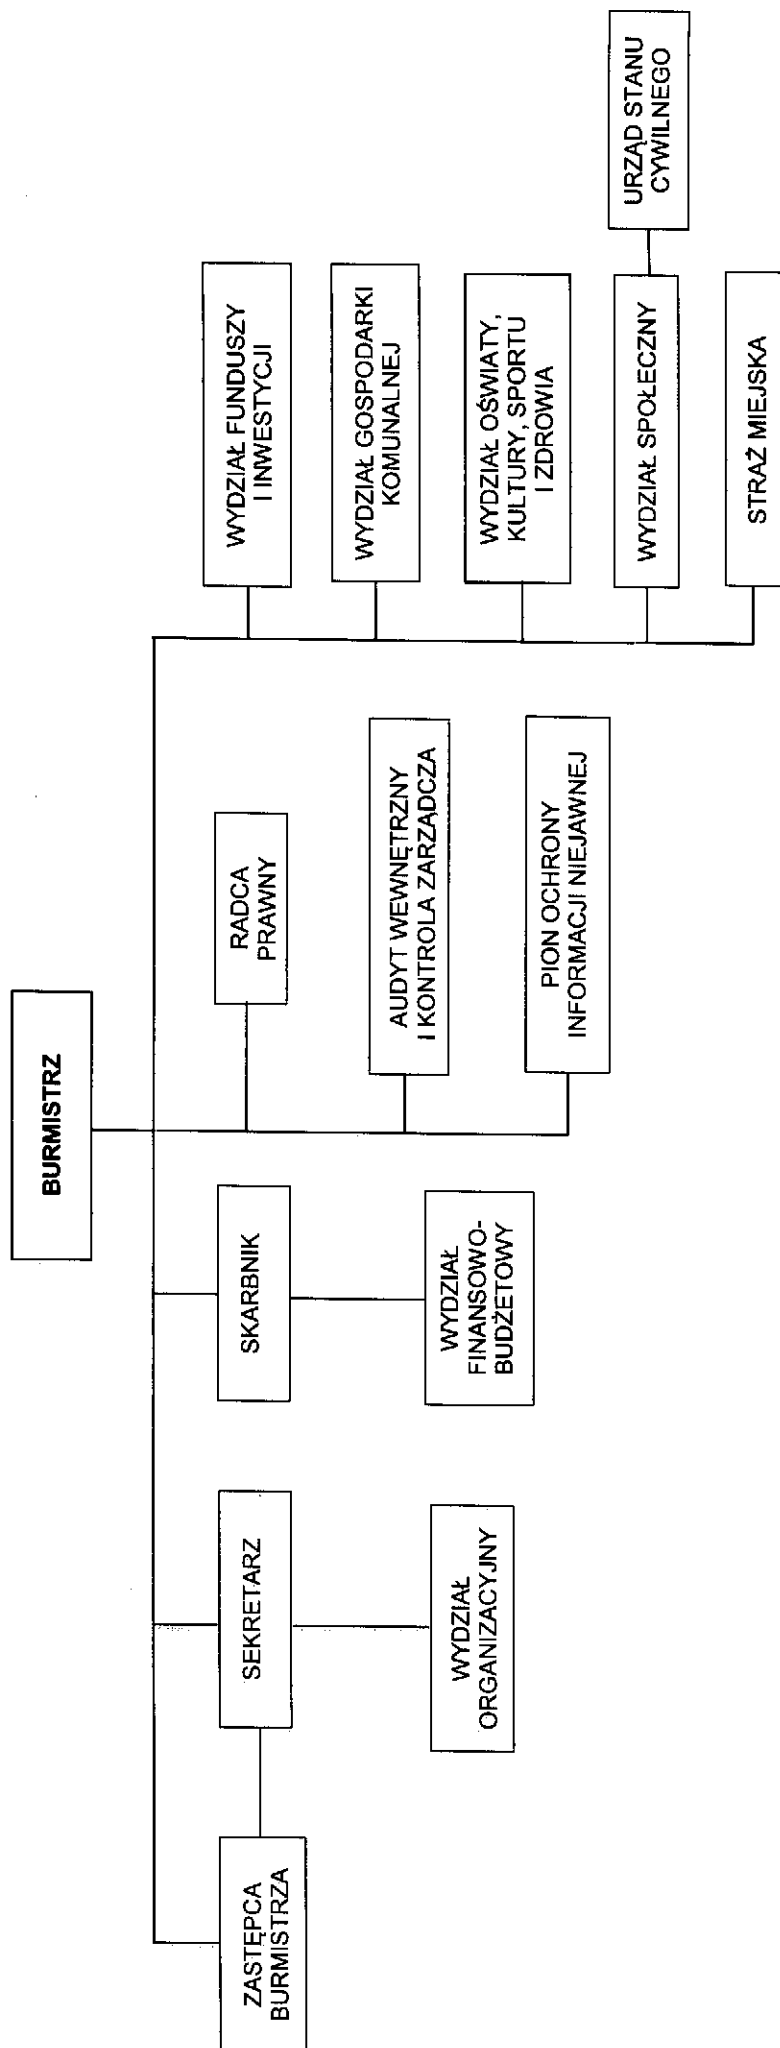 BURMISTRZ
ZASTĘPCA
BURMISTRZA
SEKRETARZ
WYDZIAŁ
ORGANIZACYJNY
SKARBNIK
WYDZIAŁ
FINANSOWO-
BUDŻETOWY
RADCA
PRAWNY
AUDYT WEWNĘTRZNY
I KONTROLA ZARZĄDCZA
PION OCHRONY
INFORMACJI NIEJAWNEJ
WYDZIAŁ FUNDUSZY
I INWESTYCJI
WYDZIAŁ GOSPODARKI
KOMUNALNEJ
WYDZIAŁ OŚWIATY,
KULTURY, SPORTU
I ZDROWIA
WYDZIAŁ SPOŁECZNY
URZĄD STANU
CYWILNEGO
STRAŻ MIEJSKA